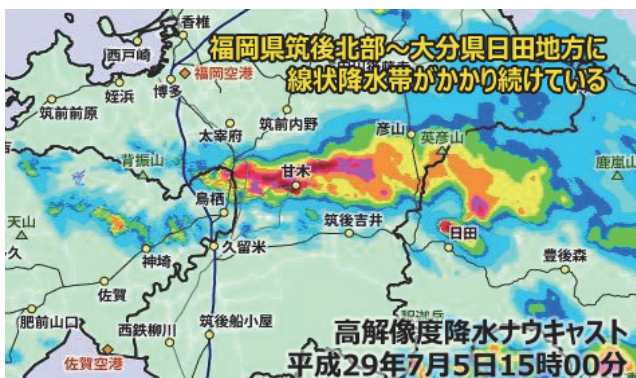 福岡県筑後北部～大分県日田地方に
線状降水帯がかかり続けている
香椎
西戸崎
福岡空港
博多
姪浜
筑前前原
太宰府
筑前内野
彦山
英彦山
背振山
鹿嵐山
甘木
鳥栖
天山
筑後吉井
日田
久留米
神埼
豊後森
久
佐賀
肥前山口
西鉄柳川
筑後船小屋
佐賀空港
高解像度降水ナウキャスト
平成29年7月5日15時00分